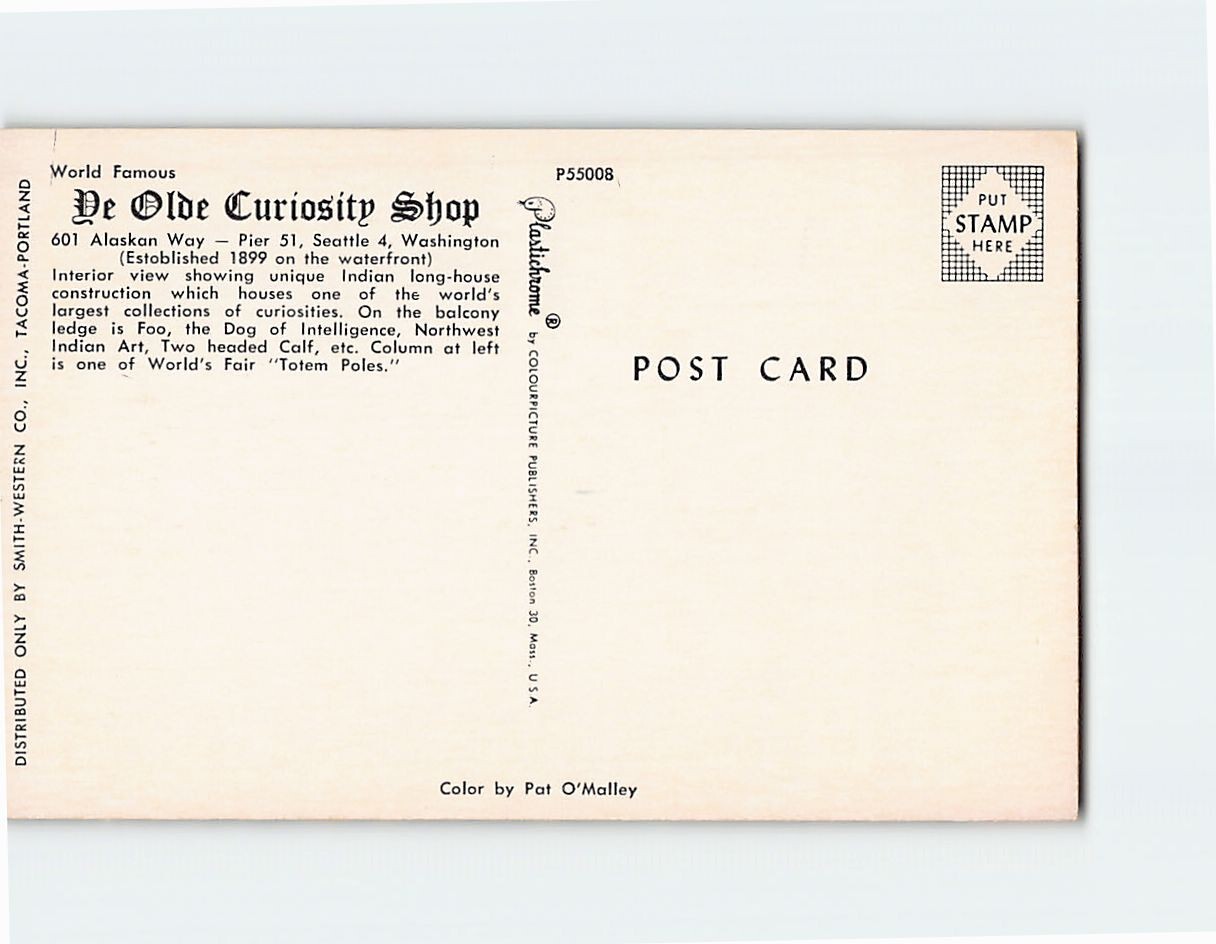 DISTRIBUTED ONLY BY SMITH-WESTERN CO., INC., TACOMA-PORTLAND
World Famous
Ye Olde Curiosity Shop
601 Alaskan Way — Pier 51, Seattle 4, Washington
(Estoblished 1899 on the waterfront)
Interior view showing unique Indian long-house
construction which houses one of the world's
largest collections of curiosities. On the balcony
ledge is Foo, the Dog of Intelligence, Northwest
Indian Art, Two headed Calf, etc. Column at left
is one of World's Fair "Totem Poles."
P55008
Plastichrome ® by COLOURPICTURE PUBLISHERS, INC., Boston 30, Mass., U.S.A.
PUT
STAMP
HERE
POST CARD
Color by Pat O'Malley